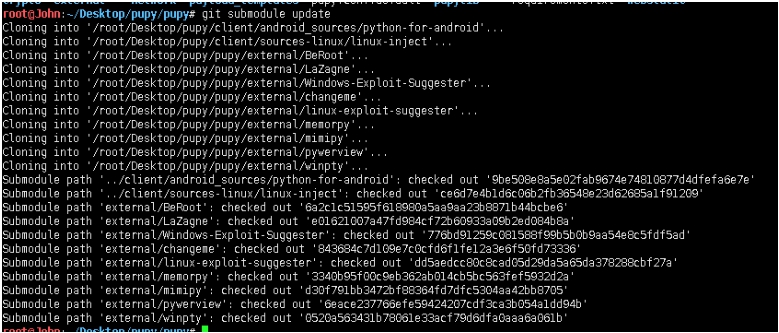 root@John:~/Desktop/pupy/pupy# git submodule update
Cloning into '/root/Desktop/pupy/client/android_sources/python-for-android'...
Cloning into '/root/Desktop/pupy/client/sources-linux/linux-inject'...
Cloning into '/root/Desktop/pupy/pupy/external/BeRoot'...
Cloning into '/root/Desktop/pupy/pupy/external/LaZagne'...
Cloning into '/root/Desktop/pupy/pupy/external/Windows-Exploit-Suggester'...
Cloning into '/root/Desktop/pupy/pupy/external/changeme'...
Cloning into '/root/Desktop/pupy/pupy/external/linux-exploit-suggester'...
Cloning into '/root/Desktop/pupy/pupy/external/memorpy'...
Cloning into '/root/Desktop/pupy/pupy/external/mimipy'...
Cloning into '/root/Desktop/pupy/pupy/external/pywerview'...
Cloning into '/root/Desktop/pupy/pupy/external/winpty'...
Submodule path '../client/android_sources/python-for-android': checked out '9be508e8a5e02fab9674e74810877d4dfefa6e7e'
Submodule path '../client/sources-linux/linux-inject': checked out 'ce6d7e4b1d6c06b2fb36548e23d62685a1f91209'
Submodule path 'external/BeRoot': checked out '6a2c1c51595f618980a5aa9aa23b8871b44bcbe6'
Submodule path 'external/LaZagne': checked out 'e01621007a47fd984cf72b60933a09b2ed084b8a'
Submodule path 'external/Windows-Exploit-Suggester': checked out '776bd91259c081588f99b5b0b9aa54e8c5fdf5ad'
Submodule path 'external/changeme': checked out '843684c7d109e7c0cfd6f1fe12a3e6f50fd73336'
Submodule path 'external/linux-exploit-suggester': checked out 'dd5aedcc80c8cad05d29da5a65da378288cbf27a'
Submodule path 'external/memorpy': checked out '3340b95f00c9eb362ab014cb5bc563fef5932d2a'
Submodule path 'external/mimipy': checked out 'd30f791bb3472bf88364fd7dfc5304aa42bb8705'
Submodule path 'external/pywerview': checked out '6eace237766efe59424207cdf3ca3b054a1dd94b'
Submodule path 'external/winpty': checked out '0520a563431b78061e33acf79d6dfa0aaa6a061b'
root@John:~/Desktop/pupy/pupy#